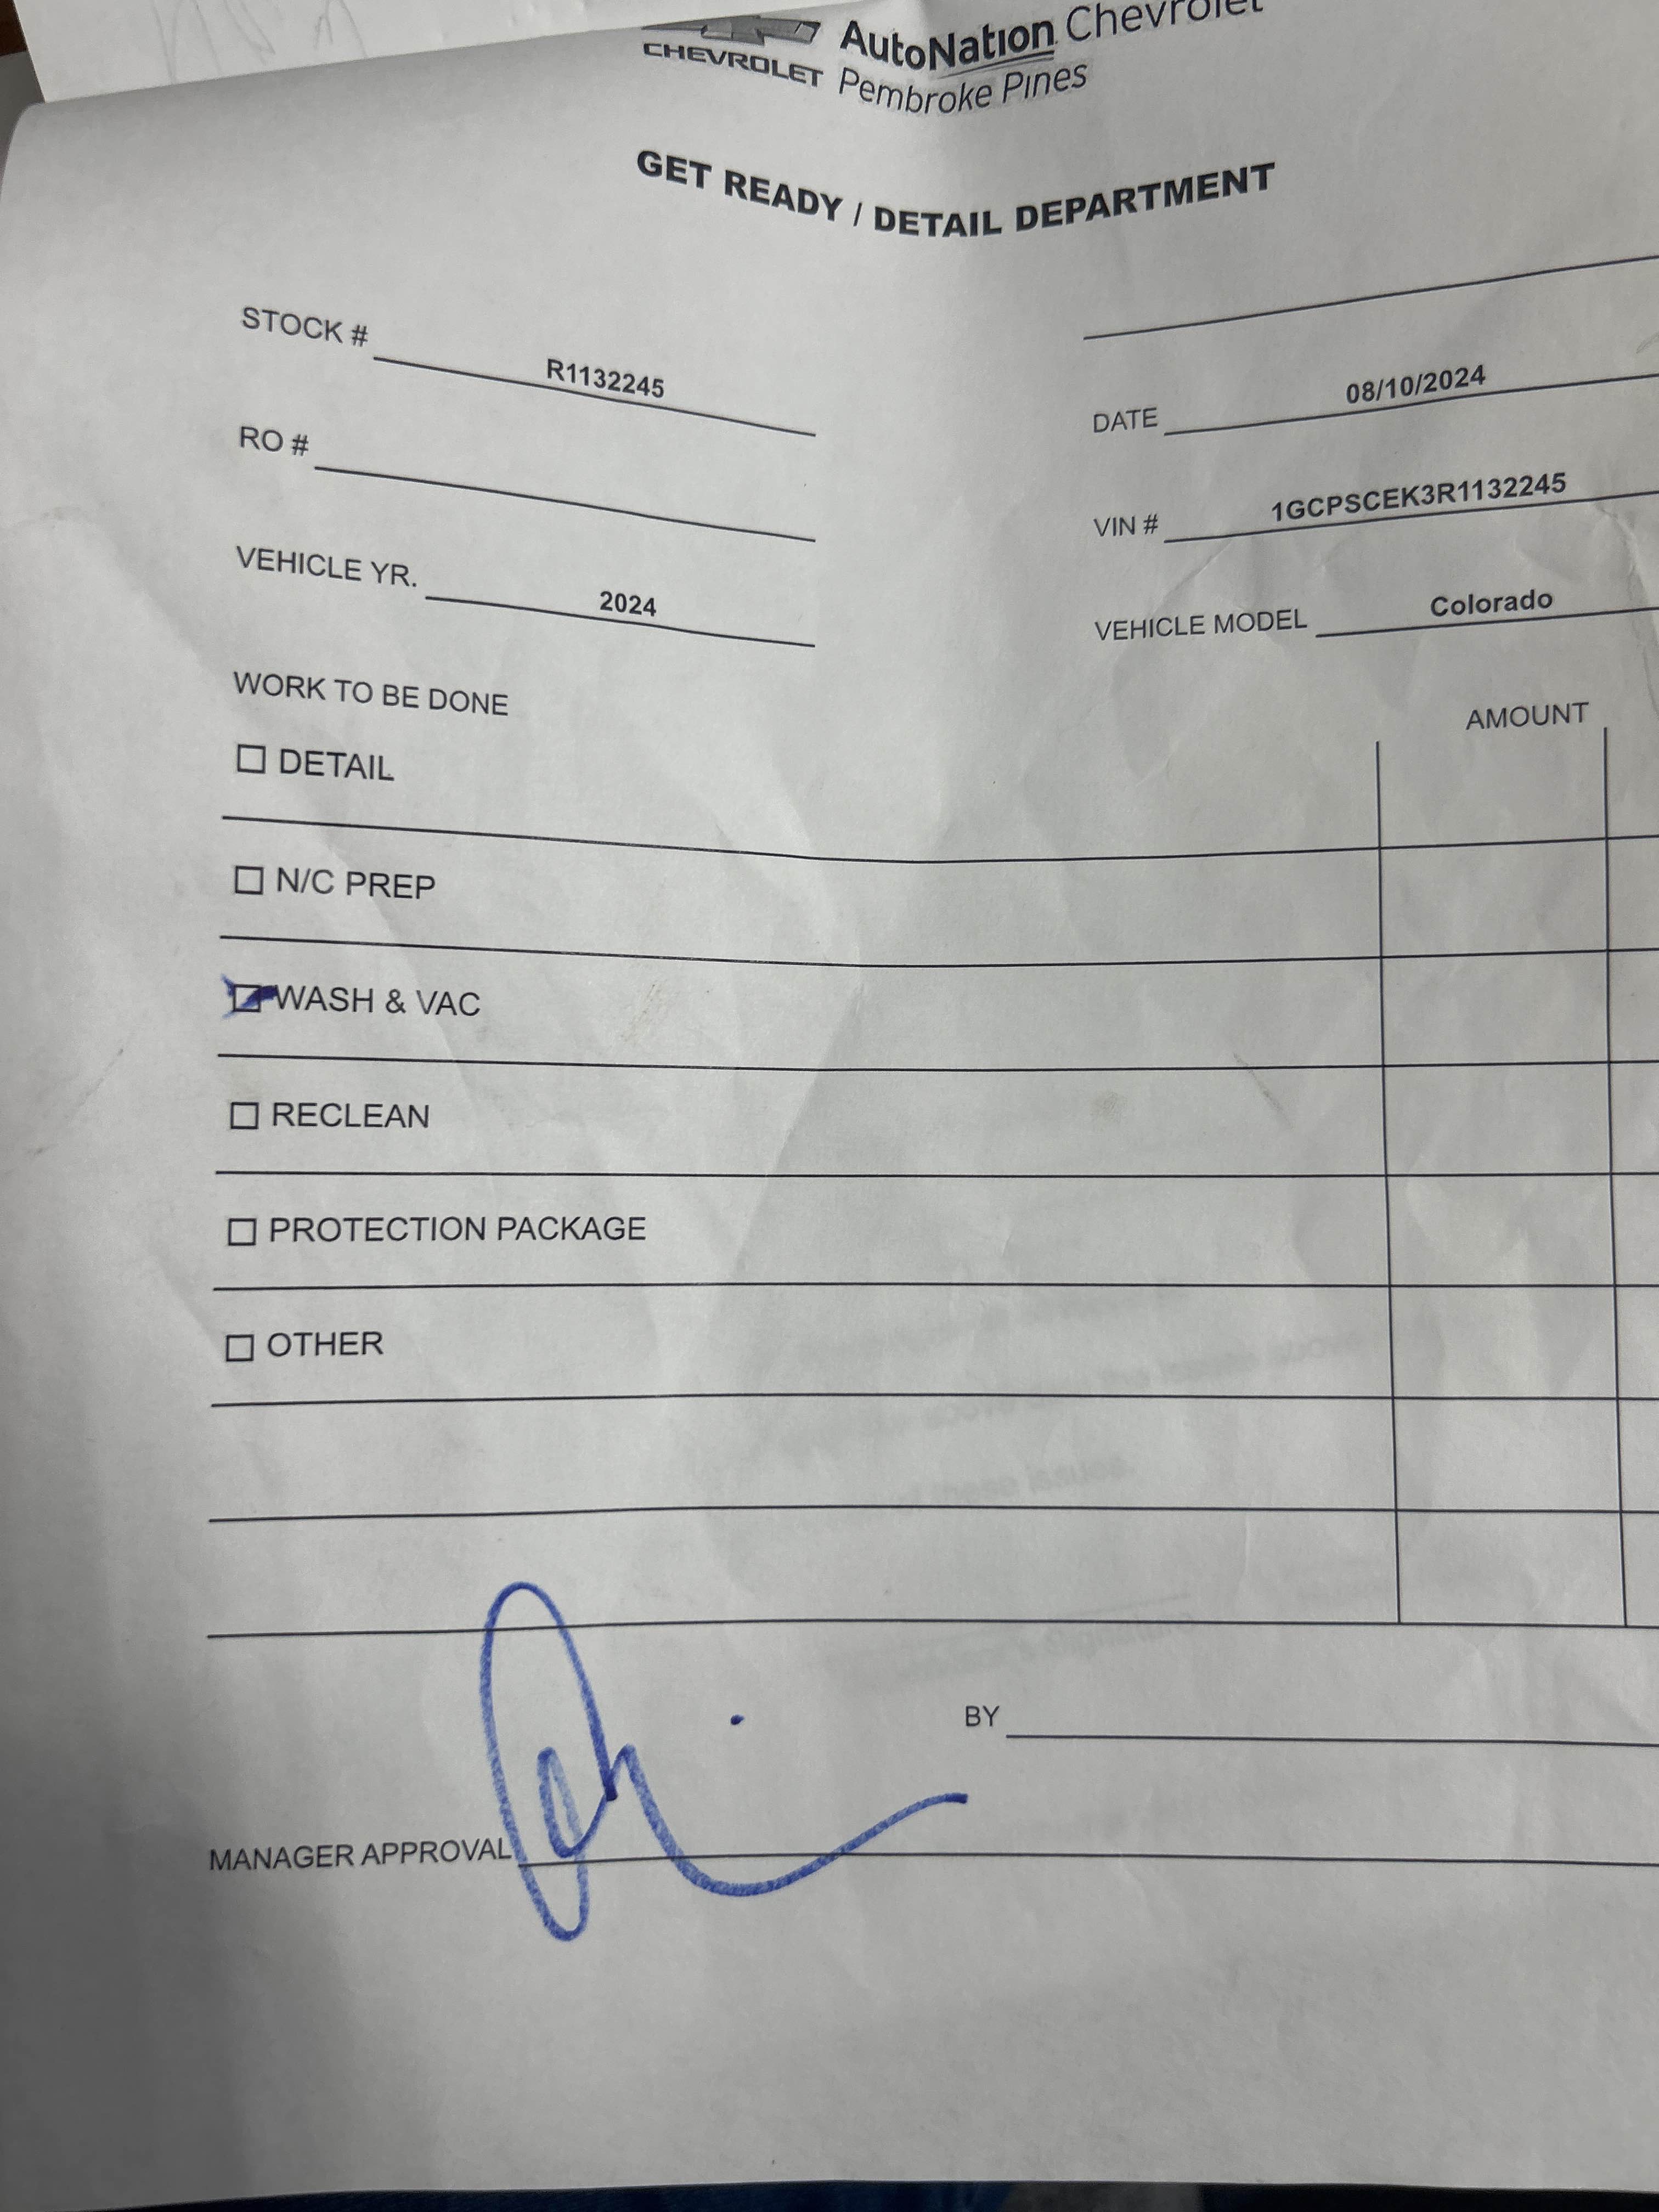 AutoNation Chevrolet
CHEVROLET Pembroke Pines
GET READY / DETAIL DEPARTMENT
STOCK # R1132245
DATE 08/10/2024
RO #
VIN # 1GCPSCEK3R1132245
VEHICLE YR. 2024
VEHICLE MODEL Colorado
WORK TO BE DONE
AMOUNT
DETAIL
N/C PREP
WASH & VAC
RECLEAN
PROTECTION PACKAGE
OTHER
BY
MANAGER APPROVAL